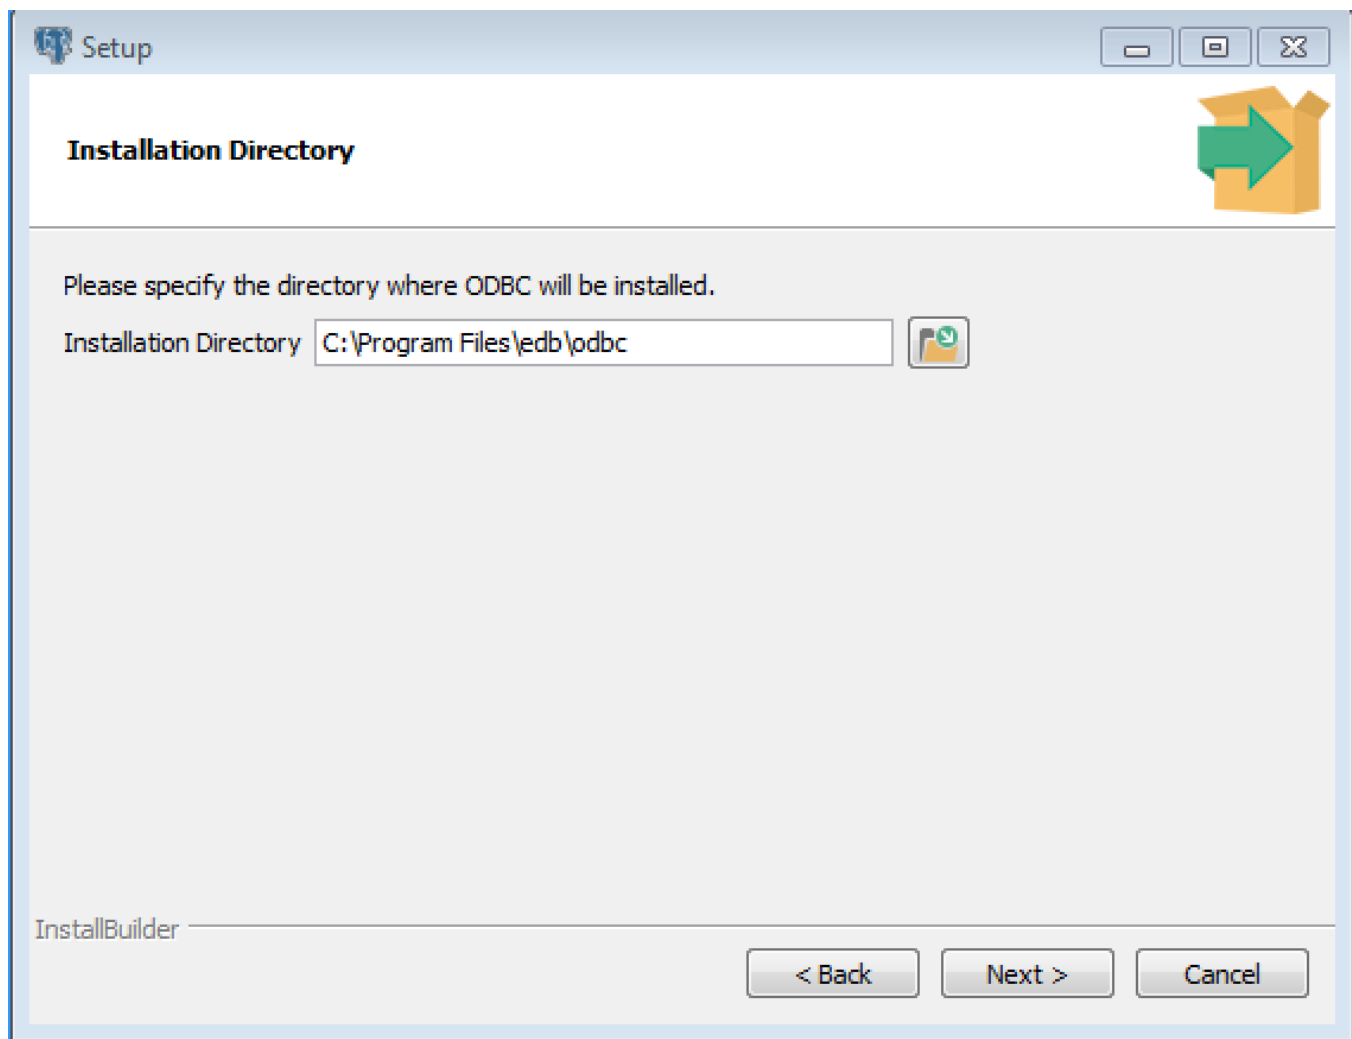 Setup
Installation Directory
Please specify the directory where ODBC will be installed.
Installation Directory C:\Program Files\edb\odbc
InstallBuilder
< Back Next > Cancel